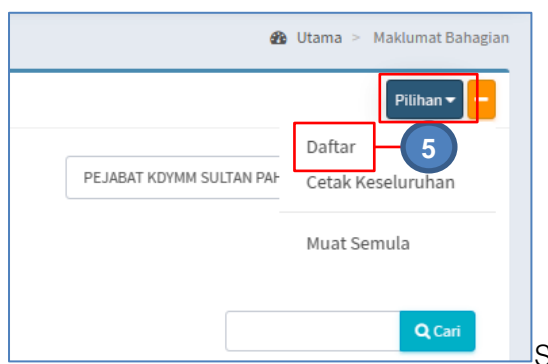 Utama > Maklumat Bahagian
Pilihan
Daftar
5
PEJABAT KDYMM SULTAN PAH
Cetak Keseluruhan
Muat Semula
Cari
S